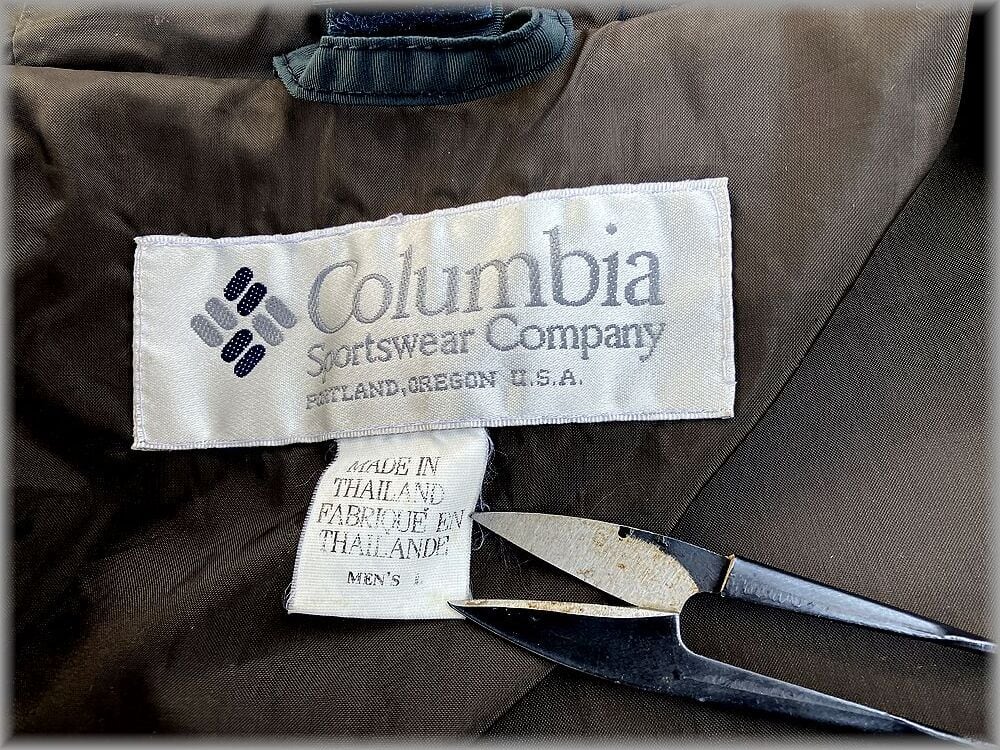 Columbia
Sportswear Company
PORTLAND, OREGON U.S.A.
MADE IN
THAILAND
FABRIQUÉ EN
THAILANDE
MEN'S L